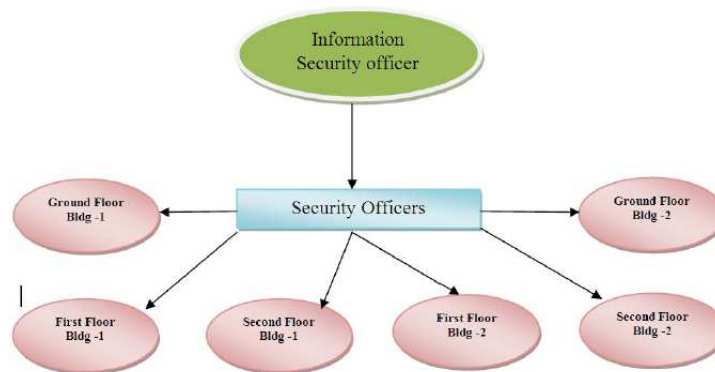 Information
Security officer
Ground Floor
Bldg -1
Security Officers
Ground Floor
Bldg -2
First Floor
Bldg -1
Second Floor
Bldg -1
First Floor
Bldg -2
Second Floor
Bldg -2